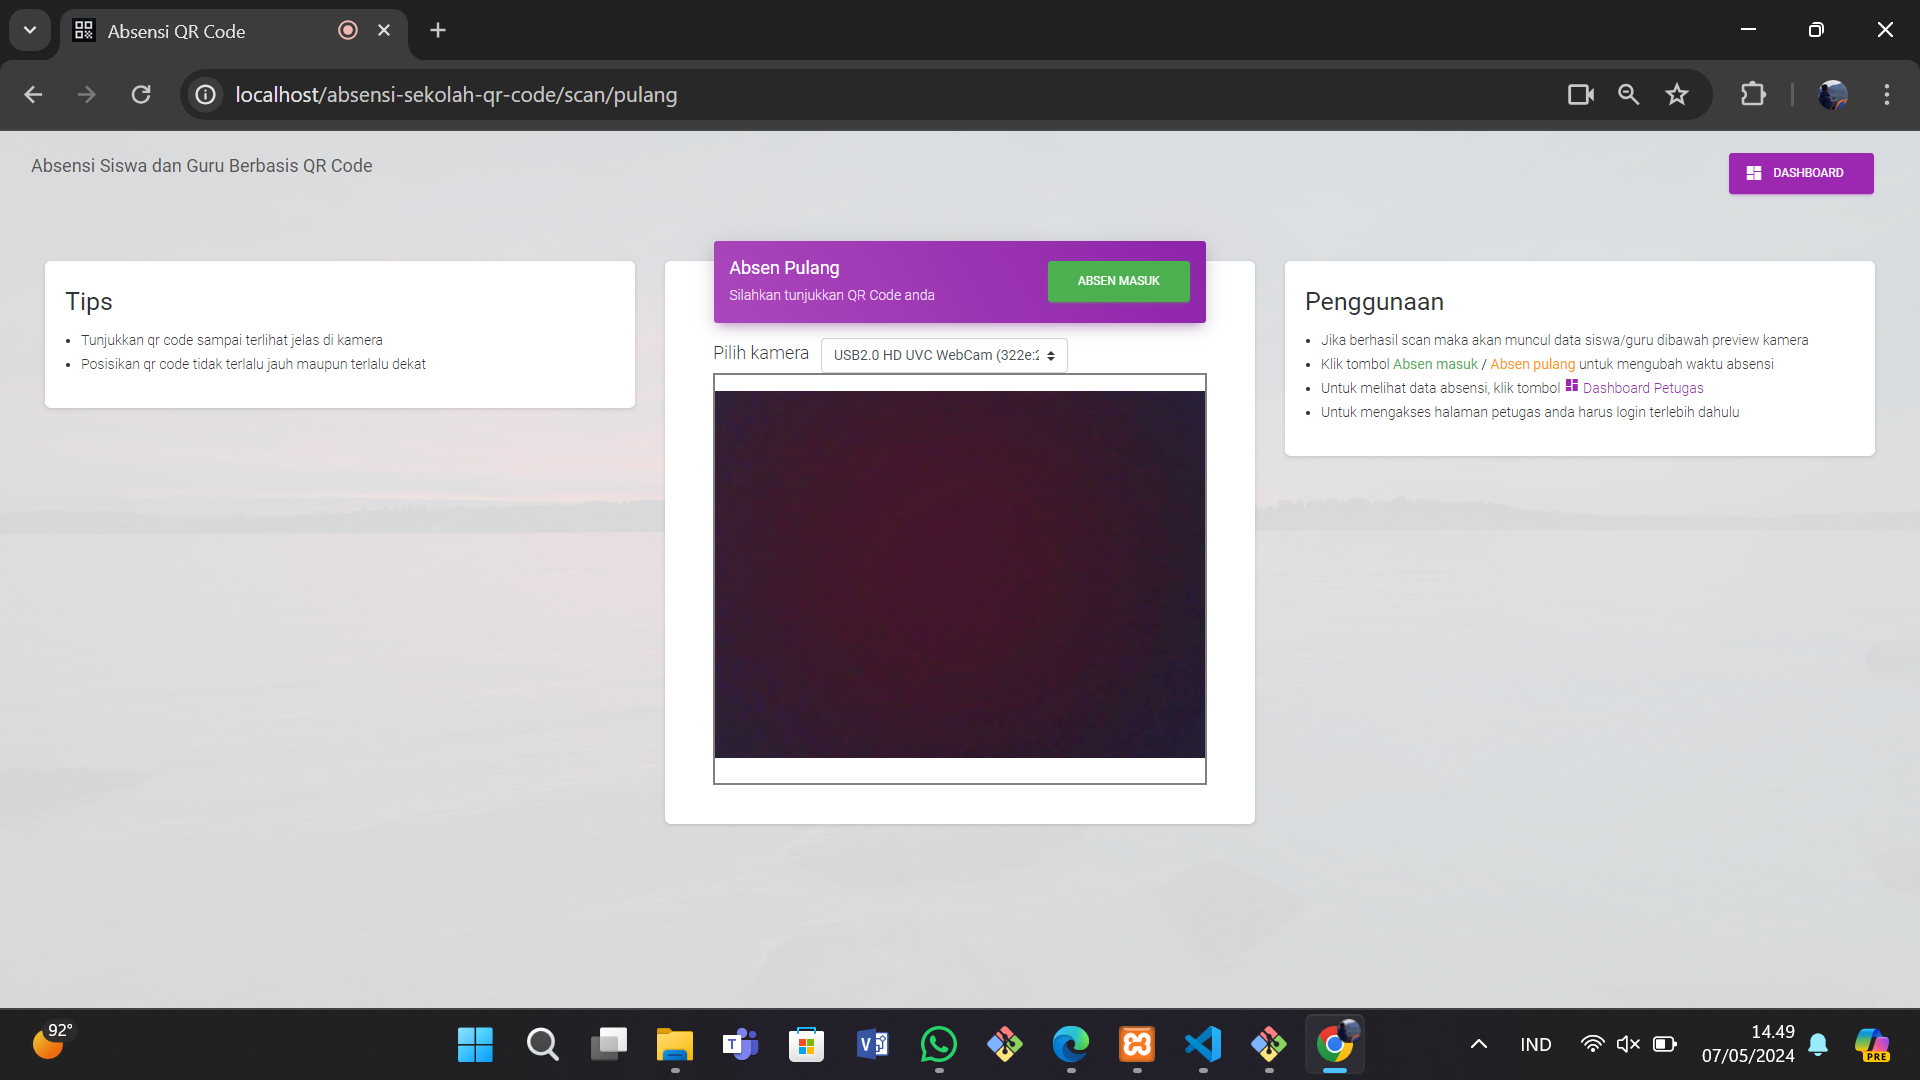 Absensi QR Code
localhost/absensi-sekolah-qr-code/scan/pulang
Absensi Siswa dan Guru Berbasis QR Code
DASHBOARD
Tips
Tunjukkan qr code sampai terlihat jelas di kamera
Posisikan qr code tidak terlalu jauh maupun terlalu dekat
Absen Pulang
Silahkan tunjukkan QR Code anda
ABSEN MASUK
Pilih kamera
USB2.0 HD UVC WebCam (322e:2
Penggunaan
Jika berhasil scan maka akan muncul data siswa/guru dibawah preview kamera
Klik tombol Absen masuk / Absen pulang untuk mengubah waktu absensi
Untuk melihat data absensi, klik tombol Dashboard Petugas
Untuk mengakses halaman petugas anda harus login terlebih dahulu
92°
IND
14.49
07/05/2024
PRE